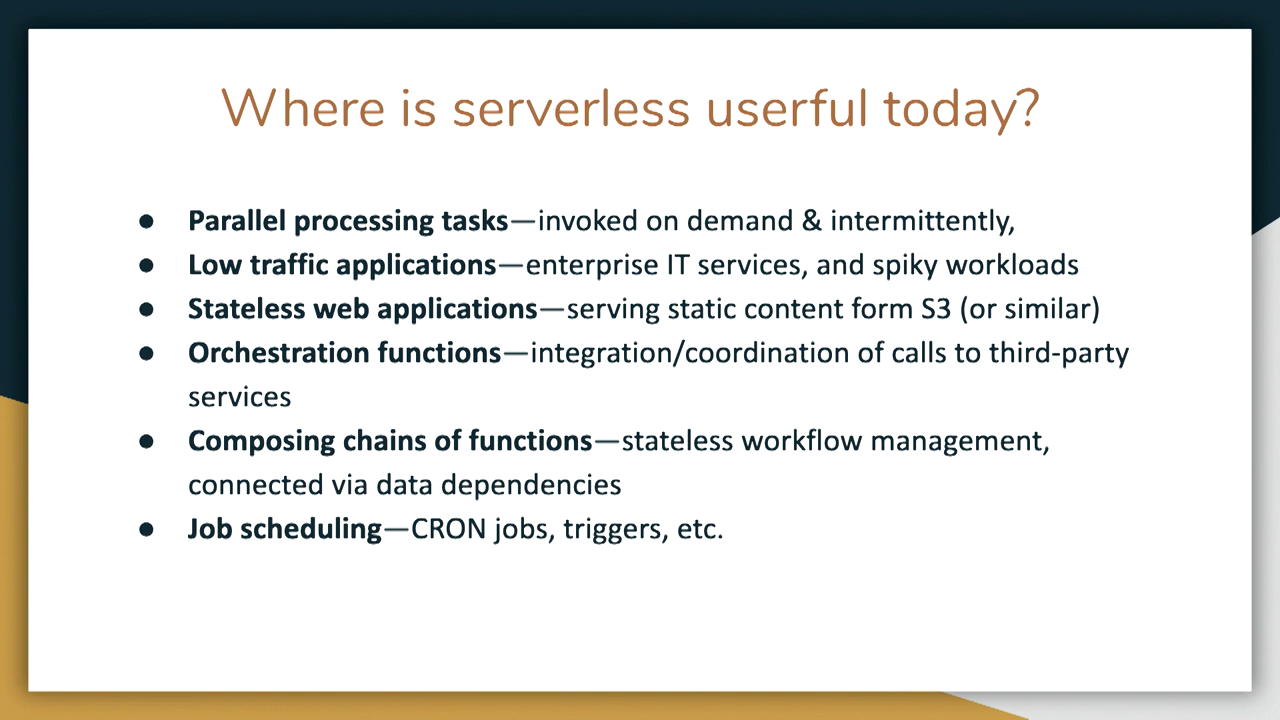 Where is serverless userful today?
● Parallel processing tasks—invoked on demand & intermittently,
● Low traffic applications—enterprise IT services, and spiky workloads
● Stateless web applications—serving static content form S3 (or similar)
● Orchestration functions—integration/coordination of calls to third-party
services
● Composing chains of functions—stateless workflow management,
connected via data dependencies
● Job scheduling—CRON jobs, triggers, etc.